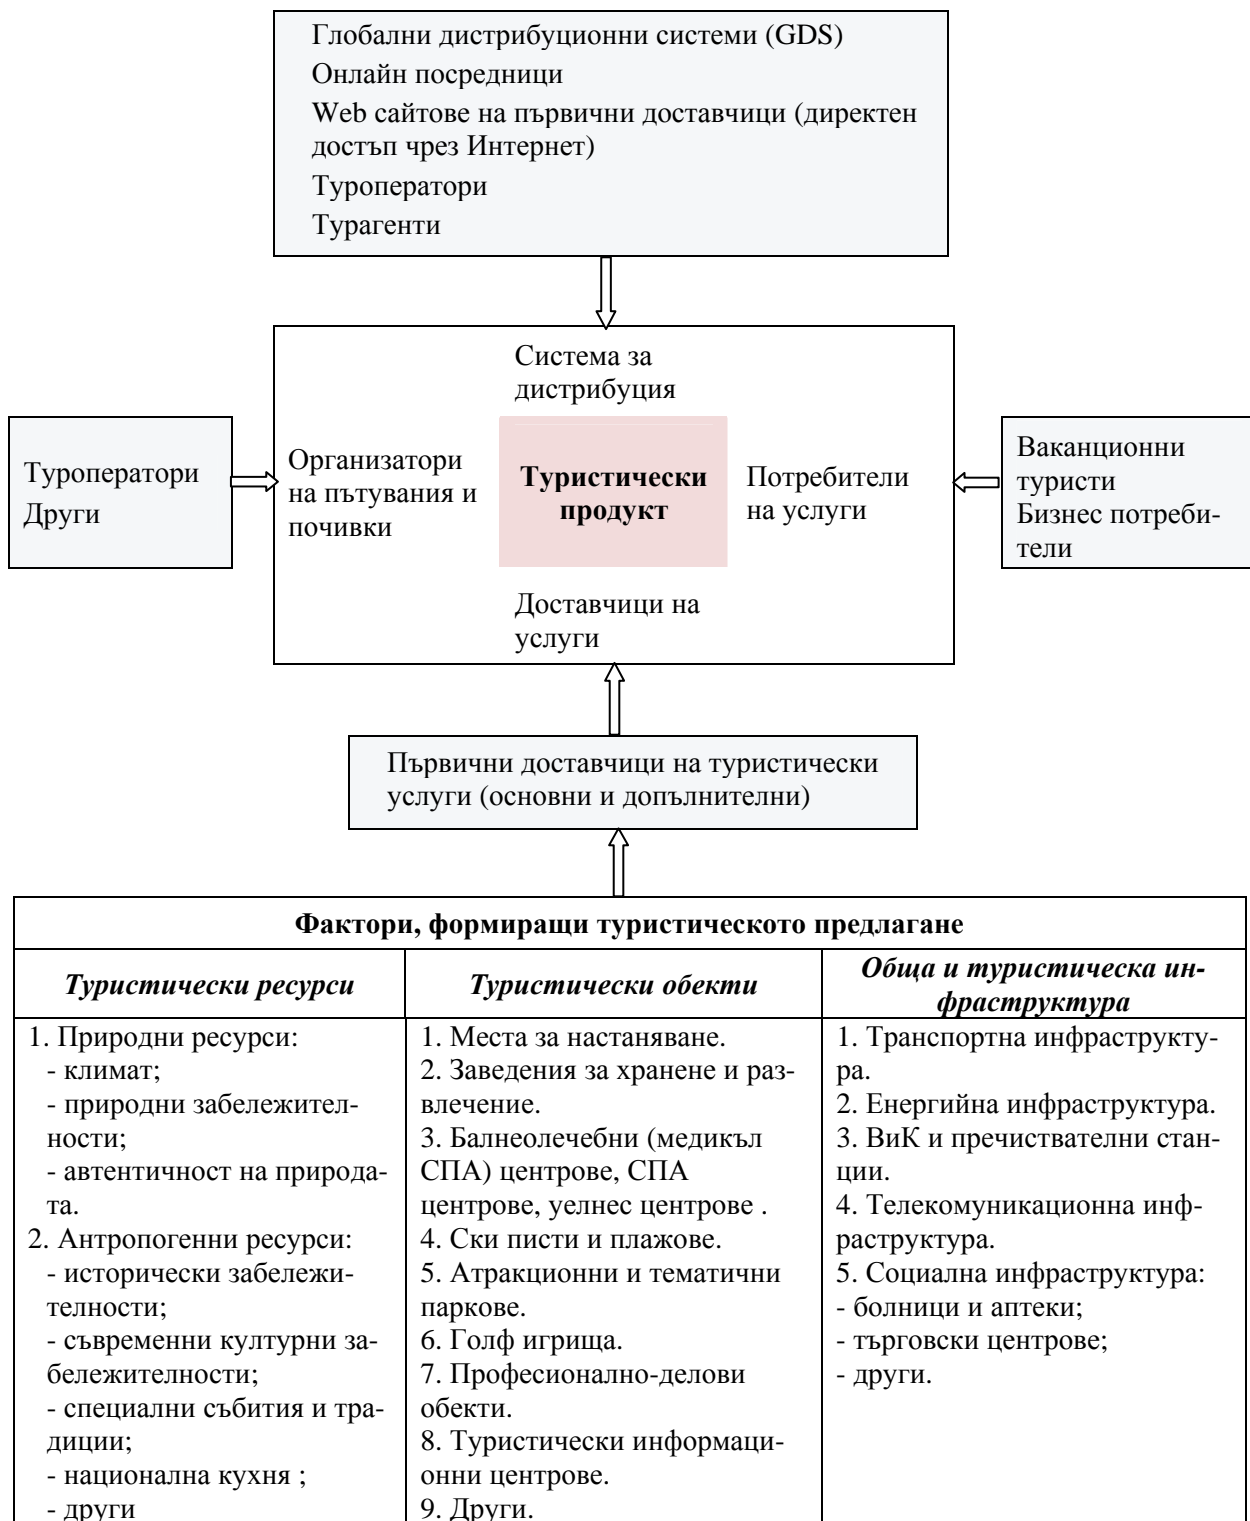 Глобални дистрибуционни системи (GDS)
Онлайн посредници
Web сайтове на първични доставчици (директен
достъп чрез Интернет)
Туроператори
Турагенти
Система за
дистрибуция
Туроператори
Други
Организатори
на пътувания и
почивки
Туристически
продукт
Потребители
на услуги
Ваканционни
туристи
Бизнес потреби-
тели
Доставчици на
услуги
Първични доставчици на туристически
услуги (основни и допълнителни)
Фактори, формиращи туристическото предлагане
Туристически ресурси
Туристически обекти
Обща и туристическа ин-
фраструктура
1. Природни ресурси:
- климат;
- природни забележител-
ности;
- автентичност на природа-
та.
2. Антропогенни ресурси:
- исторически забележи-
телности;
- съвременни културни за-
бележителности;
- специални събития и тра-
диции;
- национална кухня ;
- други
1. Места за настаняване.
2. Заведения за хранене и раз-
влечение.
3. Балнеолечебни (медикъл
СПА) центрове, СПА
центрове, уелнес центрове .
4. Ски писти и плажове.
5. Атракционни и тематични
паркове.
6. Голф игрища.
7. Професионално-делови
обекти.
8. Туристически информаци-
онни центрове.
9. Други.
1. Транспортна инфраструкту-
ра.
2. Енергийна инфраструктура.
3. ВиК и пречиствателни стан-
ции.
4. Телекомуникационна инф-
раструктура.
5. Социална инфраструктура:
- болници и аптеки;
- търговски центрове;
- други.